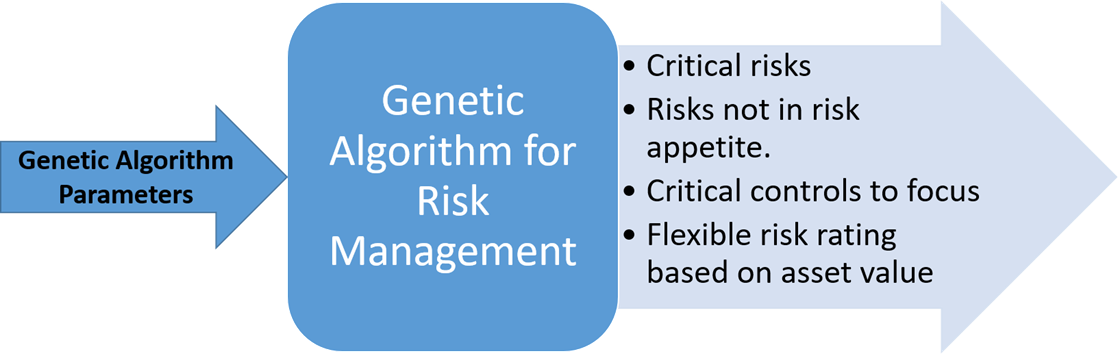 Genetic Algorithm
Parameters
Genetic
Algorithm for
Risk
Management
• Critical risks
• Risks not in risk
appetite.
• Critical controls to focus
• Flexible risk rating
based on asset value